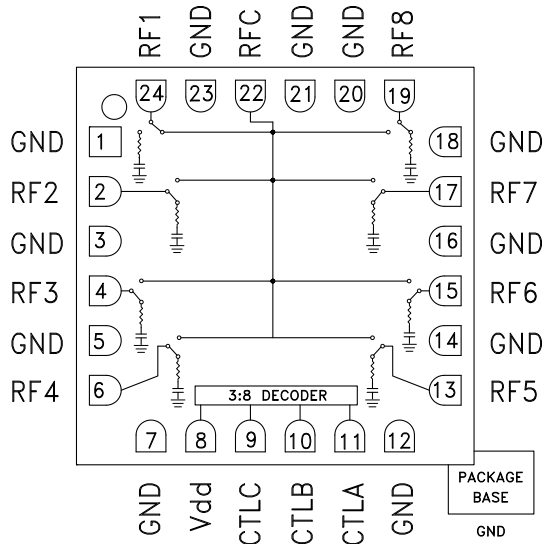 RF1 GND RFC GND GND RF8
24 23 22 21 20 19
GND 1 18 GND
RF2 2 17 RF7
GND 3 16 GND
RF3 4 15 RF6
GND 5 14 GND
RF4 6 13 RF5
3:8 DECODER
7 8 9 10 11 12
GND Vdd CTLC CTLB CTLA GND
PACKAGE
BASE
GND